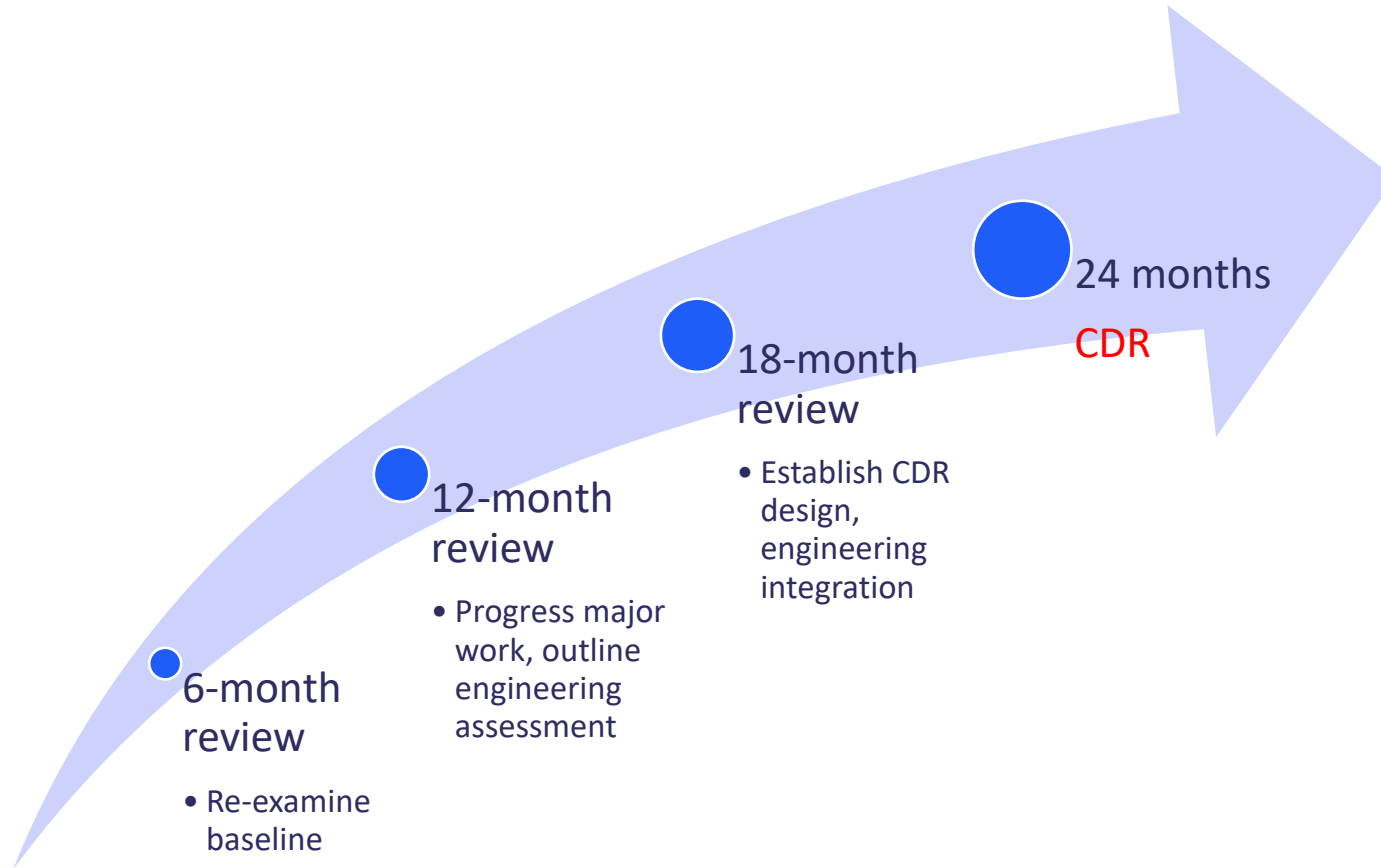 6-month
review
• Re-examine
baseline
12-month
review
• Progress major
work, outline
engineering
assessment
18-month
review
• Establish CDR
design,
engineering
integration
24 months
CDR